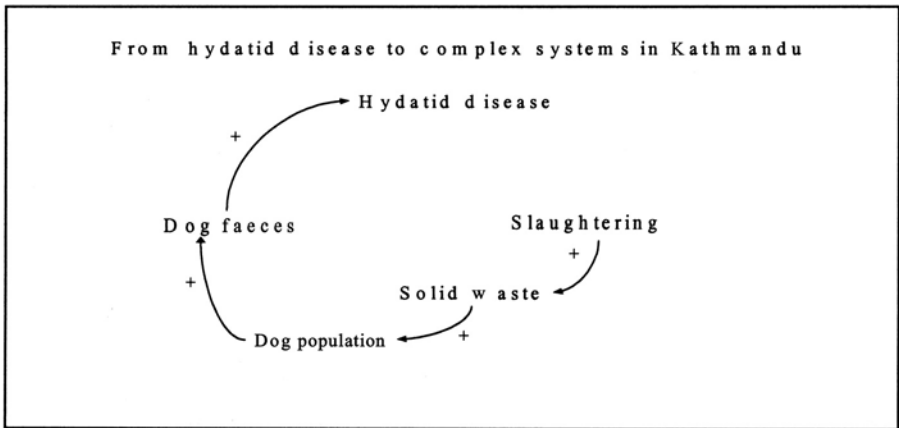 From hydatid disease to complex systems in Kathmandu
Hydatid disease
+
Dog faeces
Slaughtering
+
+
Solid waste
Dog population
+